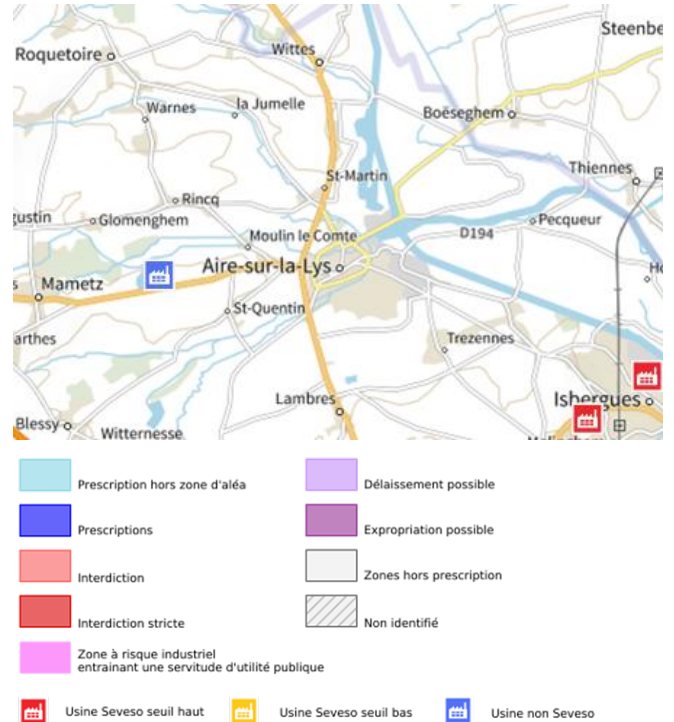 Steenbe
Roquetoire
Wittes
Warnes
la Jumelle
Boëseghem
Thiennes
St-Martin
Rincq
gustin
Glomenghem
Pecqueur
D194
Moulin le Comte
Aire-sur-la-Lys
s
Mametz
Ho
St-Quentin
arthes
Trezennes
Lambres
Isbergues
Blessy
Witternesse
Prescription hors zone d'aléa
Délaissement possible
Prescriptions
Expropriation possible
Interdiction
Zones hors prescription
Interdiction stricte
Non identifié
Zone à risque industriel
entrainant une servitude d'utilité publique
Usine Seveso seuil haut
Usine Seveso seuil bas
Usine non Seveso